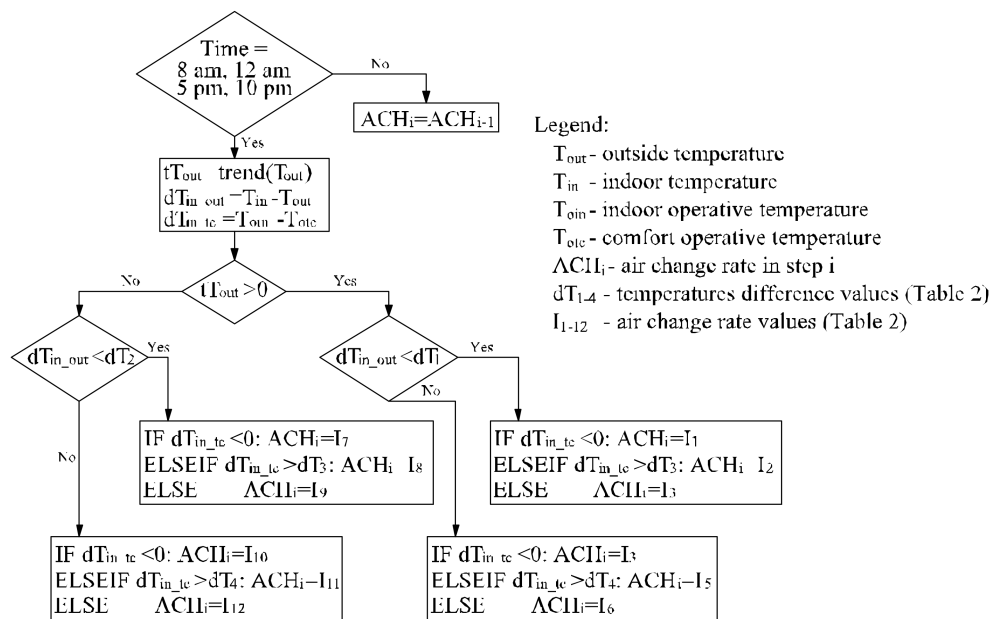 Time =
8 am, 12 am
5 pm, 10 pm
No
ACHi=ACHi-1
Yes
tTout trend(Tout)
dTin_out =Tin -Tout
dTin_tc =Toin -Totc
Legend:
Tout - outside temperature
Tin - indoor temperature
Toin - indoor operative temperature
Totc - comfort operative temperature
ACHi - air change rate in step i
dT1-4 - temperatures difference values (Table 2)
I1-12 - air change rate values (Table 2)
No
tTout >0
Yes
dTin_out <dT2
Yes
dTin_out <dT1
Yes
No
No
IF dTin_tc <0: ACHi=I7
ELSEIF dTin_tc >dT3: ACHi I8
ELSE ACHi=I9
IF dTin_tc <0: ACHi=I1
ELSEIF dTin_tc >dT3: ACHi I2
ELSE ACHi=I3
IF dTin_tc <0: ACHi=I10
ELSEIF dTin_tc >dT4: ACHi=I11
ELSE ACHi=I12
IF dTin_tc <0: ACHi=I3
ELSEIF dTin_tc >dT4: ACHi=I5
ELSE ACHi=I6